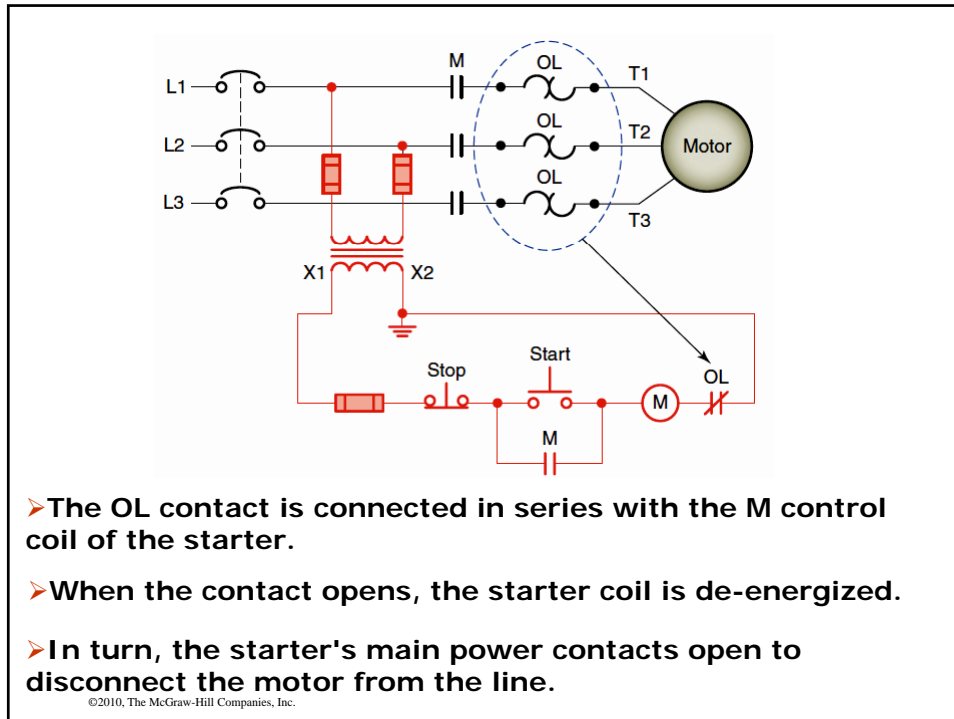 M
OL
T1
L1
OL
L2
T2
Motor
OL
L3
T3
X1
X2
Start
Stop
OL
M
M
➢The OL contact is connected in series with the M control
coil of the starter.
➢When the contact opens, the starter coil is de-energized.
➢In turn, the starter's main power contacts open to
disconnect the motor from the line.
©2010, The McGraw-Hill Companies, Inc.